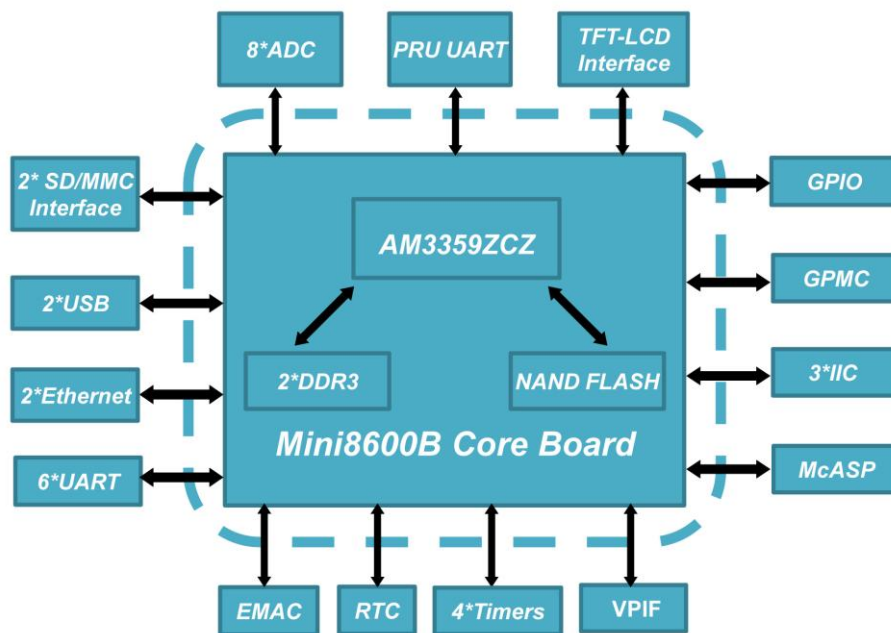 8*ADC
PRU UART
TFT-LCD
Interface
2* SD/MMC
Interface
2*USB
2*Ethernet
6*UART
AM3359ZCZ
2*DDR3
NAND FLASH
Mini8600B Core Board
GPIO
GPMC
3*IIC
McASP
EMAC
RTC
4*Timers
VPIF